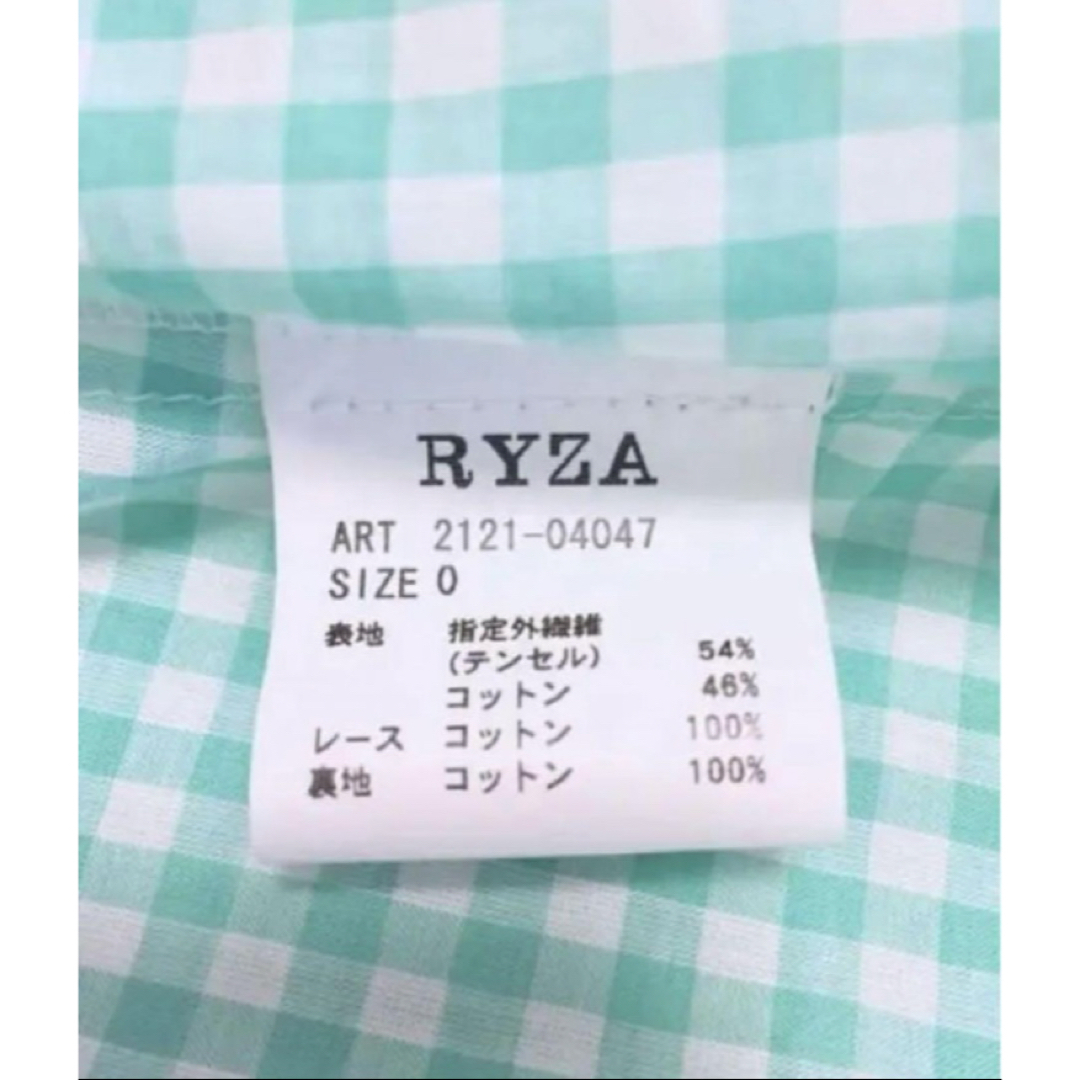 RYZA
ART 2121-04047
SIZE 0
表地 指定外繊維
(テンセル) 54%
コットン 46%
レース コットン 100%
裏地 コットン 100%